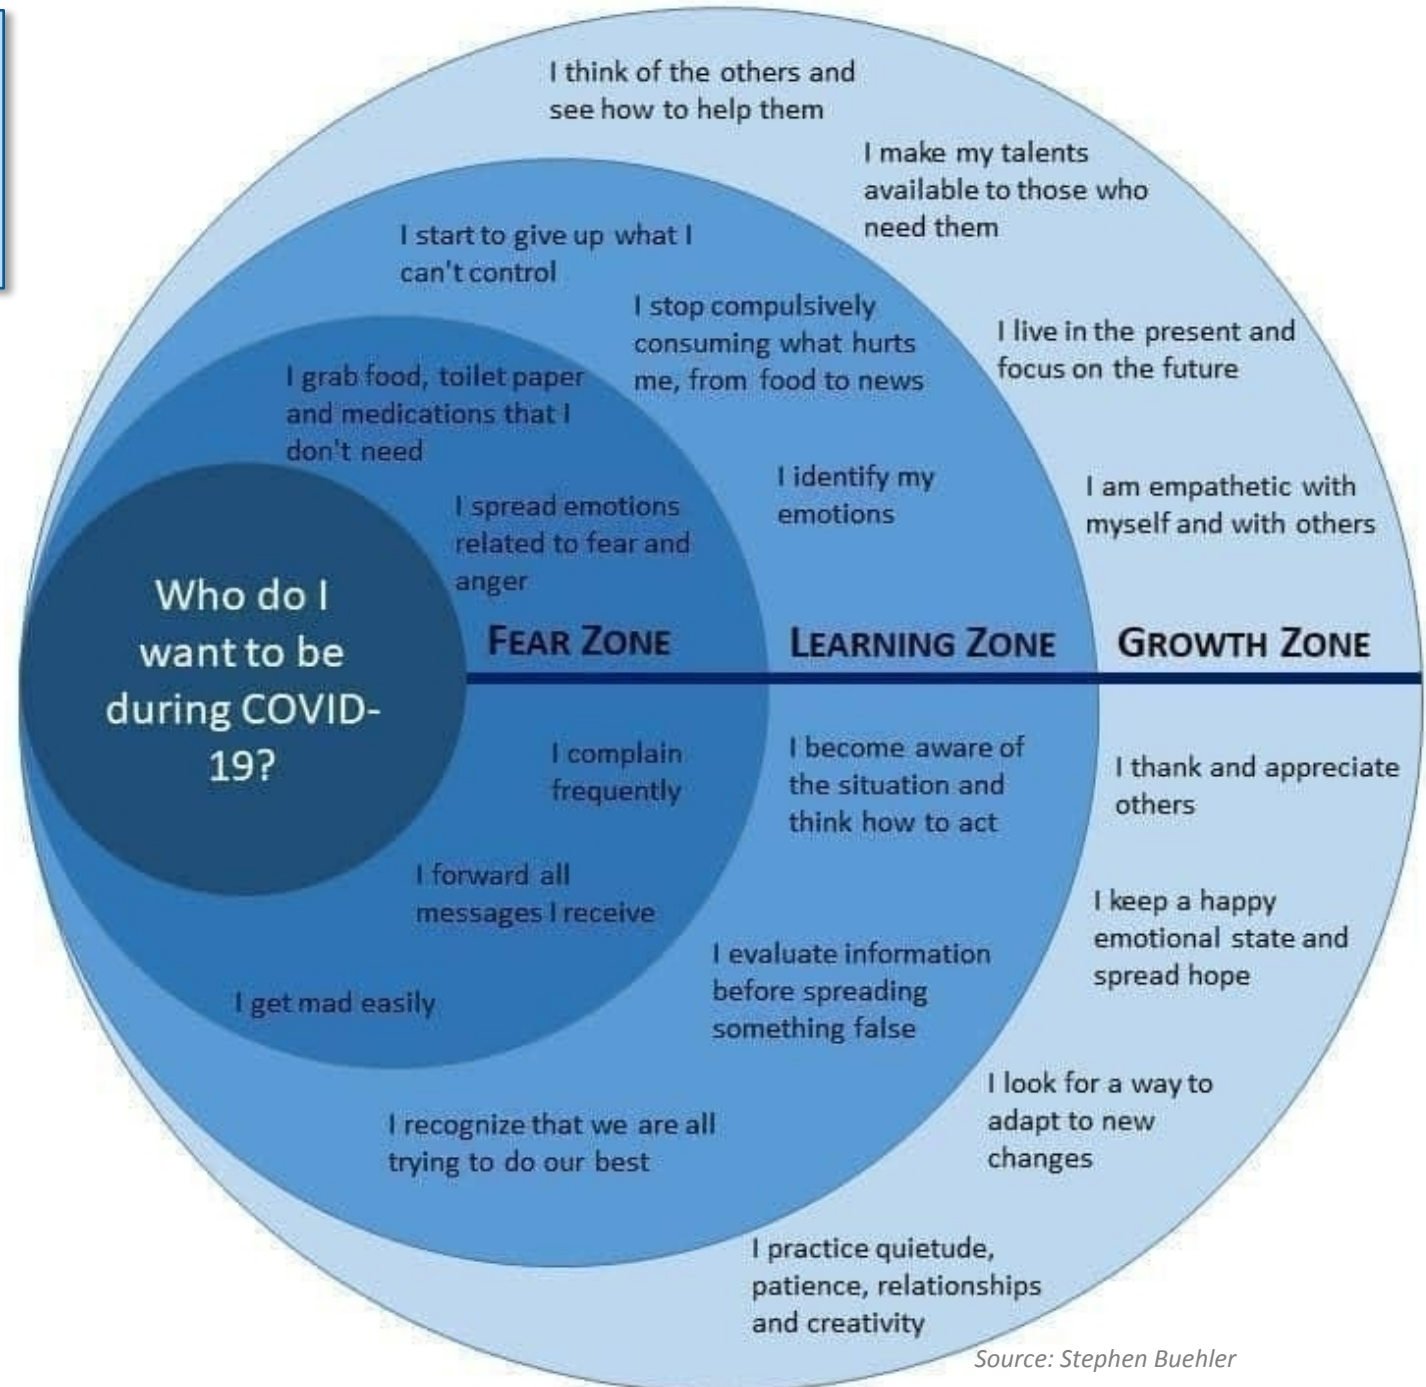 I think of the others and
see how to help them
I make my talents
available to those who
need them
I start to give up what I
can't control
I stop compulsively
consuming what hurts
me, from food to news
I live in the present and
focus on the future
I grab food, toilet paper
and medications that I
don't need
I identify my
emotions
I am empathetic with
myself and with others
I spread emotions
related to fear and
anger
Who do I
want to be
during COVID-
19?
FEAR ZONE
LEARNING ZONE
GROWTH ZONE
I complain
frequently
I become aware of
the situation and
think how to act
I thank and appreciate
others
I forward all
messages I receive
I keep a happy
emotional state and
spread hope
I evaluate information
before spreading
something false
I get mad easily
I look for a way to
adapt to new
changes
I recognize that we are all
trying to do our best
I practice quietude,
patience, relationships
and creativity
Source: Stephen Buehler